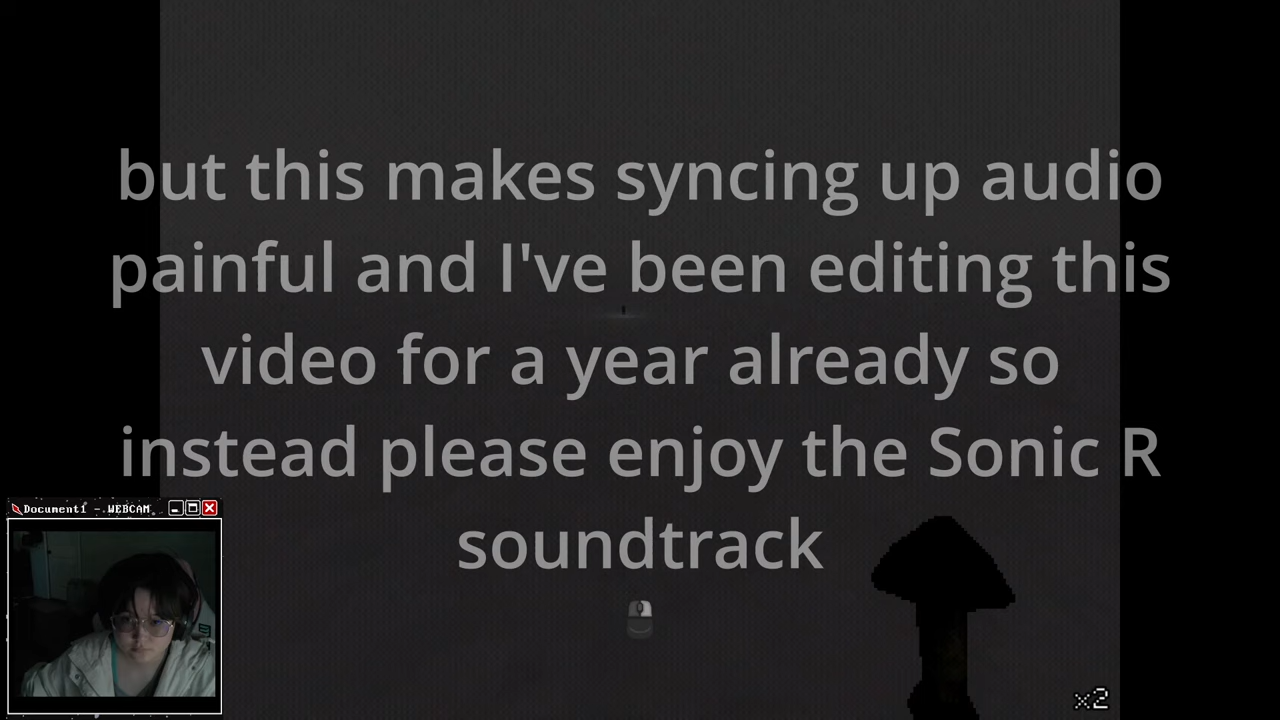 but this makes syncing up audio
painful and I've been editing this
video for a year already so
instead please enjoy the Sonic R
soundtrack
Document1 - WEBCAM
x2